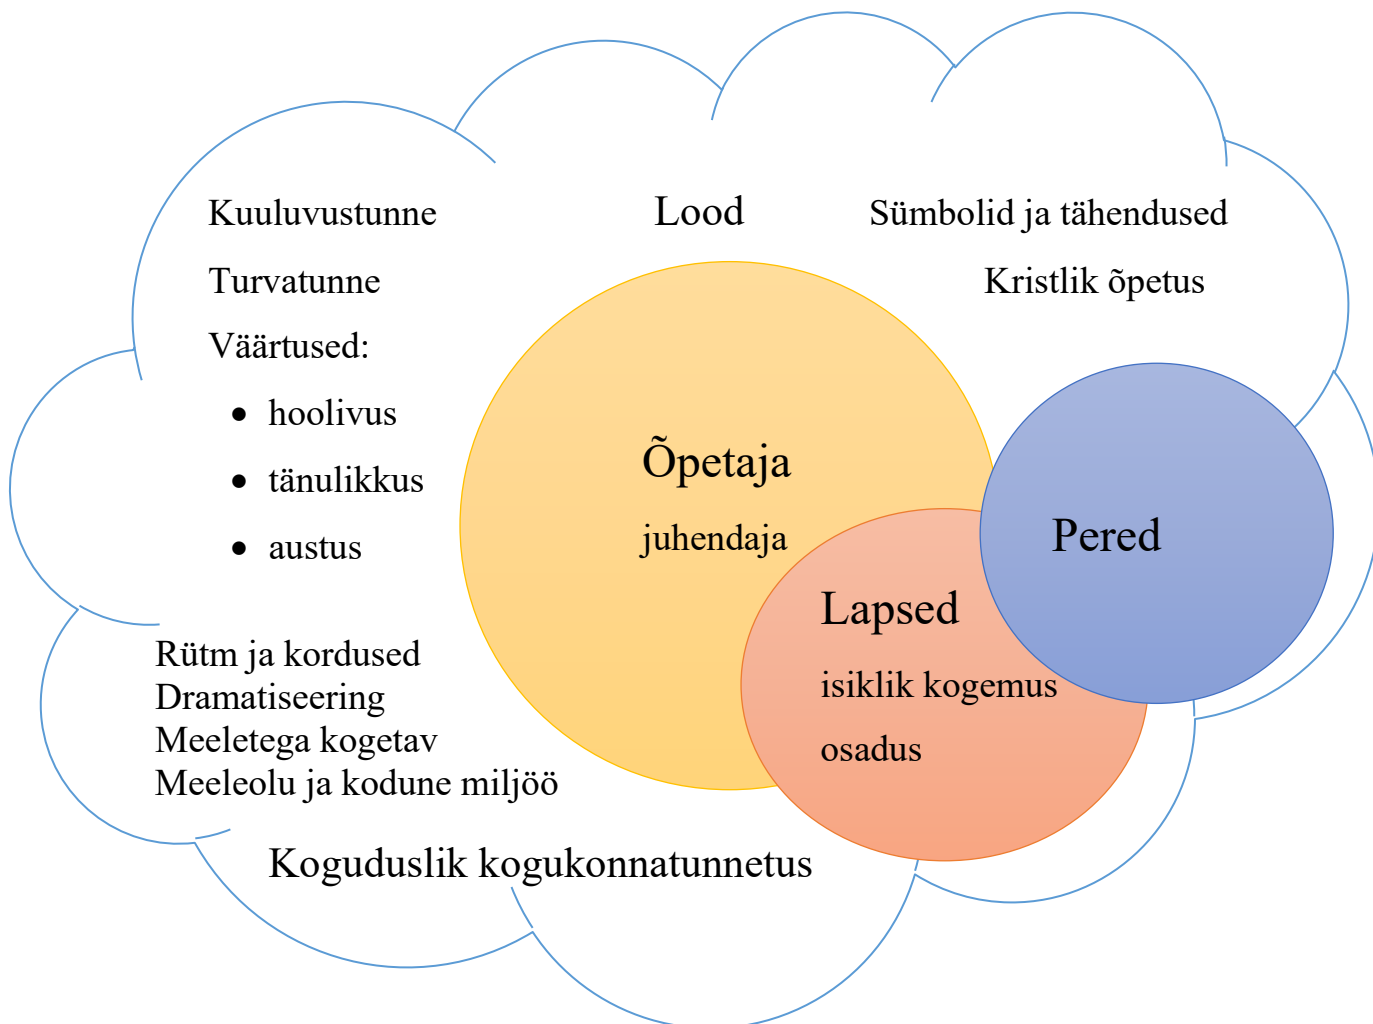 Kuuluvustunne
Lood
Sümbolid ja tähendused
Turvatunne
Kristlik õpetus
Väärtused:
• hoolivus
• tänulikkus
• austus
Õpetaja
juhendaja
Pered
Lapsed
isiklik kogemus
osadus
Rütm ja kordused
Dramatiseering
Meeletega kogetav
Meeleolu ja kodune miljöö
Koguduslik kogukonnatunnetus